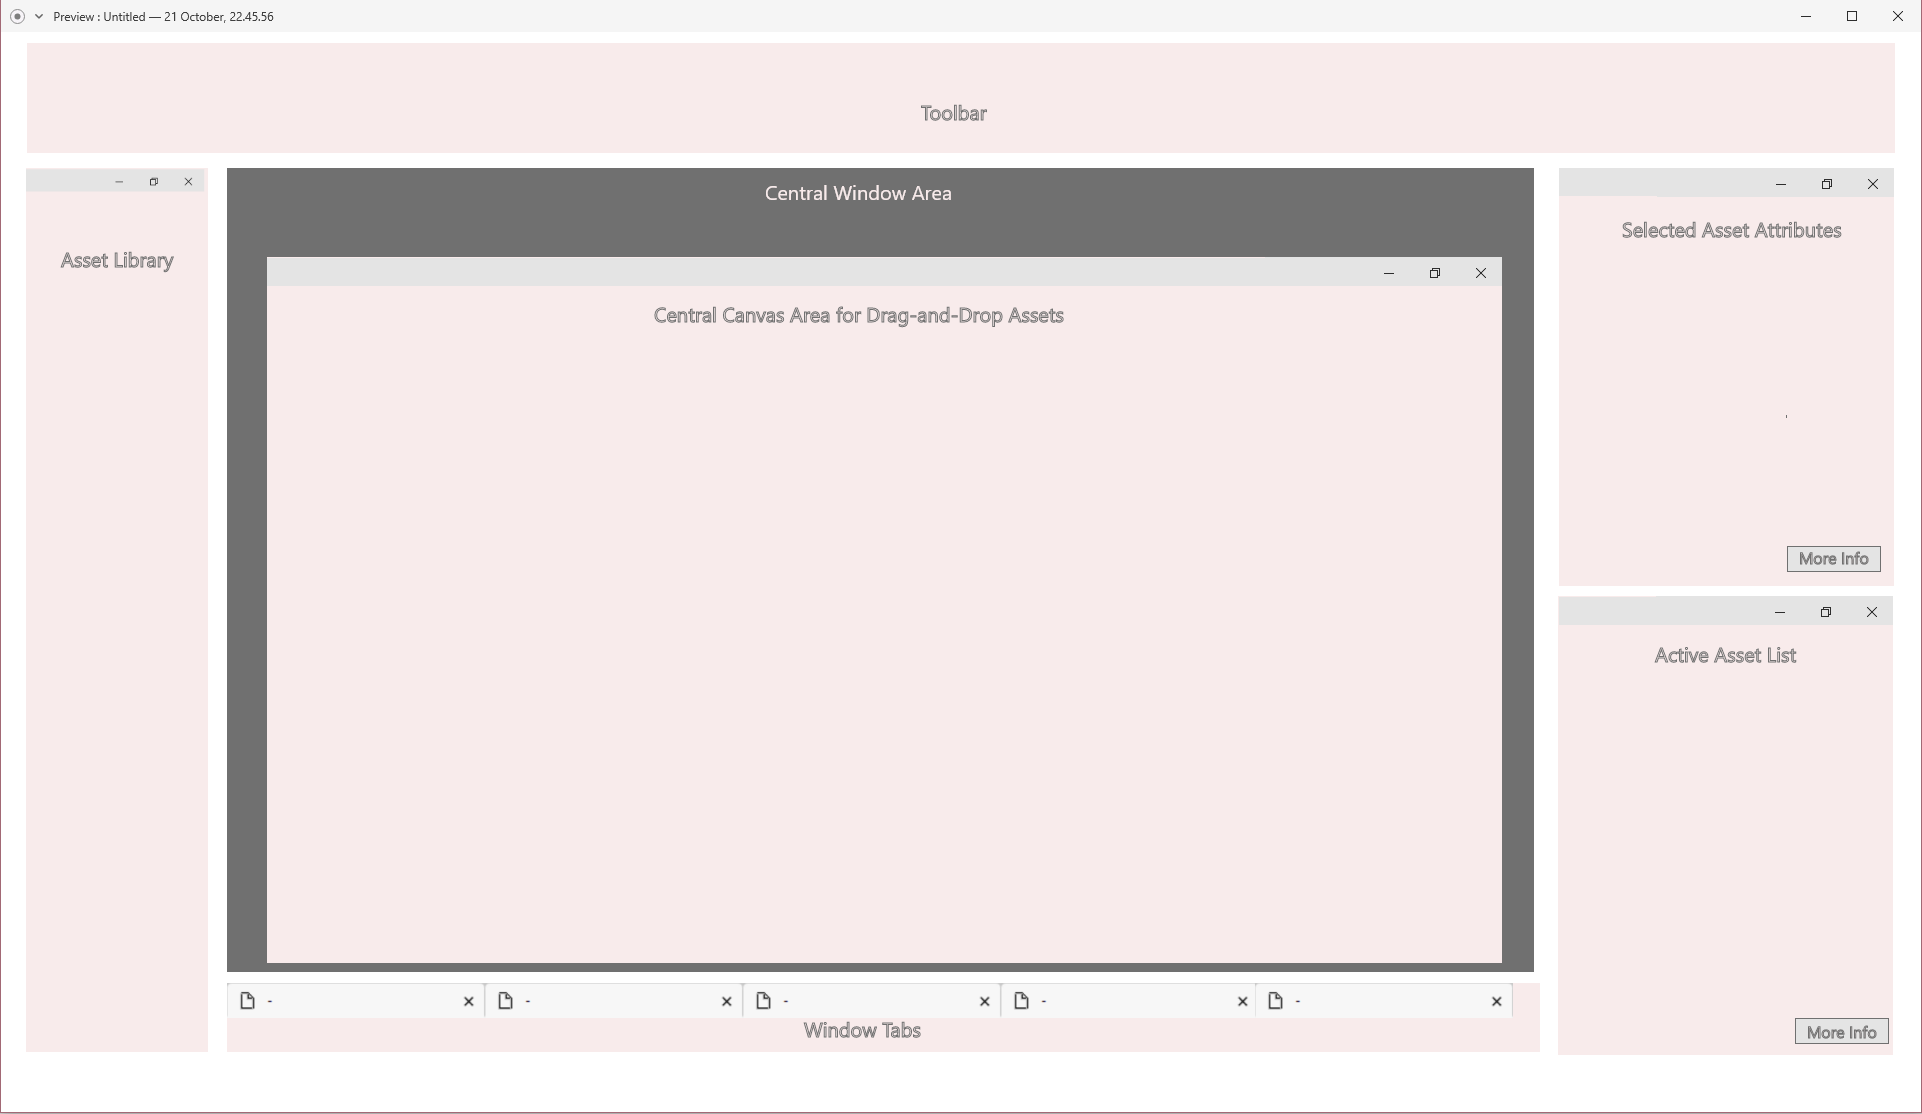 Preview : Untitled — 21 October, 22.45.56
Toolbar
Central Window Area
Asset Library
Selected Asset Attributes
Central Canvas Area for Drag-and-Drop Assets
More Info
Active Asset List
- - - - -
Window Tabs
More Info